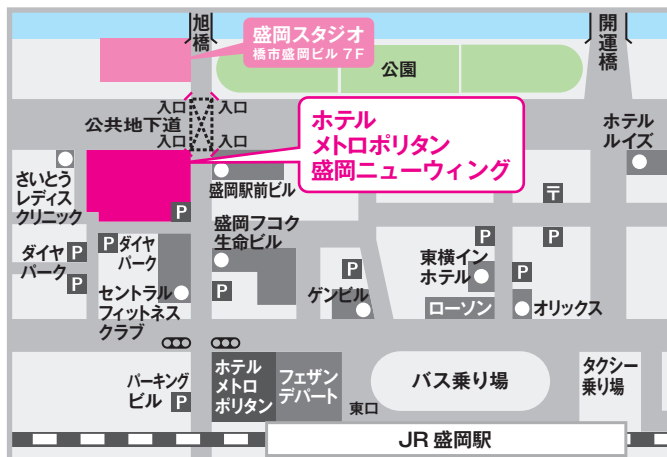 旭橋
開運橋
盛岡スタジオ
橋市盛岡ビル 7F
公園
入口
入口
公共地下道
入口
入口
ホテル
メトロポリタン
盛岡ニューウィング
ホテル
ルイズ
さいとう
レディス
クリニック
盛岡駅前ビル
P
〒
盛岡フコク
生命ビル
ダイヤ
パーク
P
P
P
ダイヤ
パーク
セントラル
フィットネス
クラブ
P
P
ゲンビル
P
東横イン
ホテル
ローソン
P
P
オリックス
パーキング
ビル
P
ホテル
メトロ
ポリタン
フェザン
デパート
東口
バス乗り場
タクシー
乗り場
JR 盛岡駅